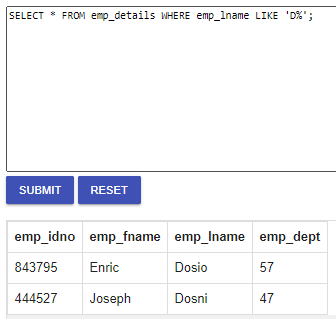 SELECT * FROM emp_details WHERE emp_lname LIKE 'D%';
SUBMIT RESET
emp_idno emp_fname emp_lname emp_dept
843795 Enric Dosio 57
444527 Joseph Dosni 47